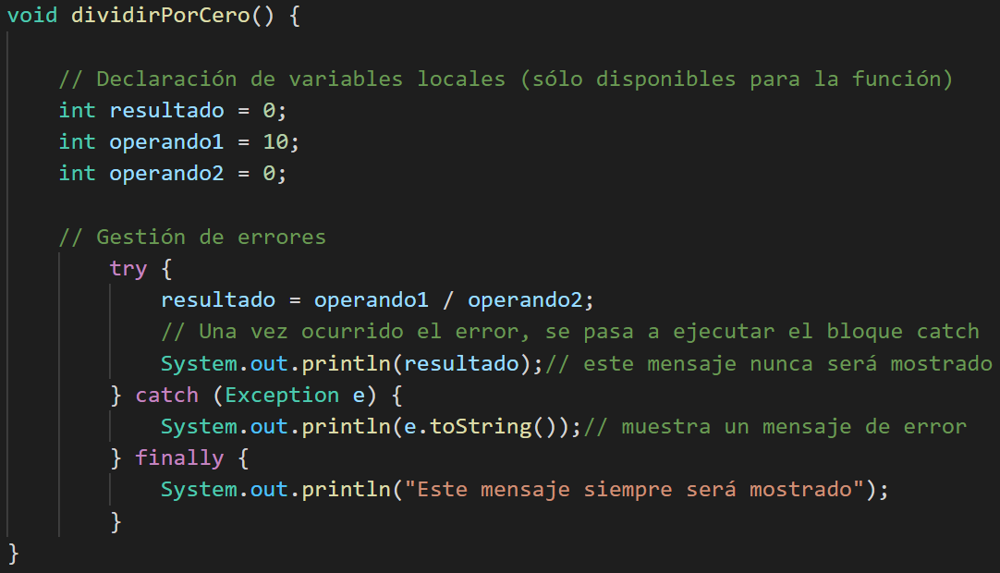 void dividirPorCero() {
// Declaración de variables locales (sólo disponibles para la función)
int resultado = 0;
int operando1 = 10;
int operando2 = 0;
// Gestión de errores
try {
resultado = operando1 / operando2;
// Una vez ocurrido el error, se pasa a ejecutar el bloque catch
System.out.println(resultado);// este mensaje nunca será mostrado
} catch (Exception e) {
System.out.println(e.toString());// muestra un mensaje de error
} finally {
System.out.println("Este mensaje siempre será mostrado");
}
}